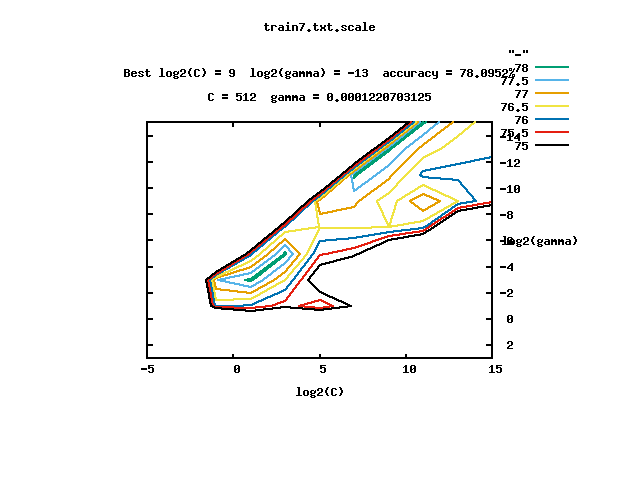 train7.txt.scale
"-"
Best log2(C) = 9  log2(gamma) = -13  accuracy = 78.0952%
78
77.5
C = 512  gamma = 0.0001220703125
77
76.5
76
75.5
75
-14
-12
-10
-8
-6
log2(gamma)
-4
-2
0
2
-5 0 5 10 15
log2(C)